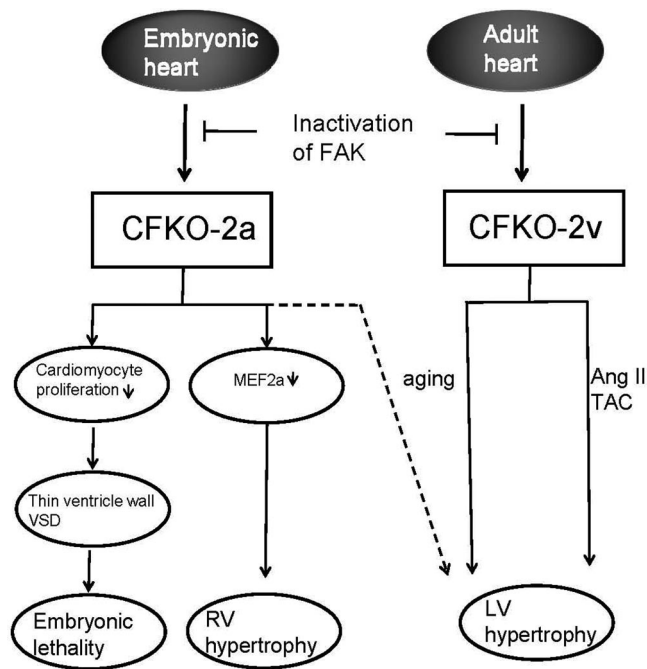 Embryonic
heart
Adult
heart
Inactivation
of FAK
CFKO-2a
CFKO-2v
Cardiomyocyte
proliferation ↓
MEF2a ↓
aging
Ang II
TAC
Thin ventricle wall
VSD
Embryonic
lethality
RV
hypertrophy
LV
hypertrophy